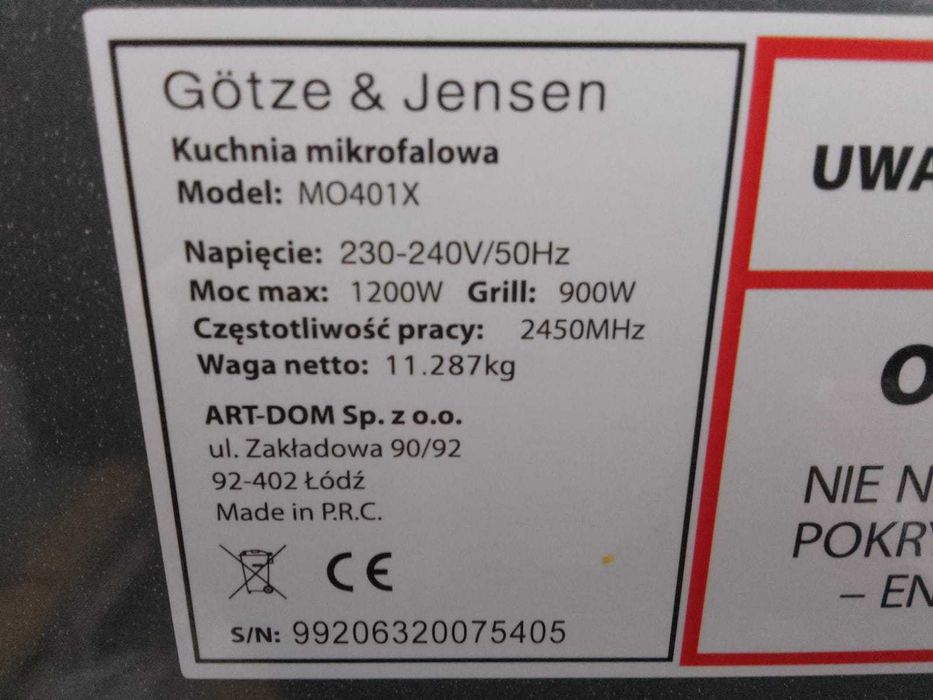 Götze & Jensen
Kuchnia mikrofalowa
Model: MO401X
Napięcie: 230-240V/50Hz
Moc max: 1200W Grill: 900W
Częstotliwość pracy: 2450MHz
Waga netto: 11.287kg
ART-DOM Sp. z o.o.
ul. Zakładowa 90/92
92-402 Łódź
Made in P.R.C.
CE
S/N: 99206320075405
UWA
O
NIE N
POKRY
– EN